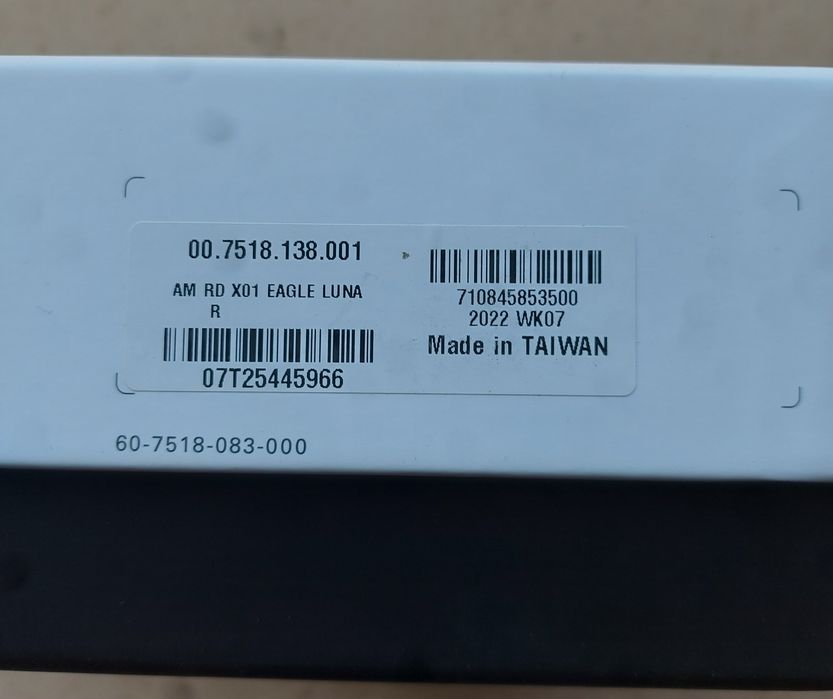 00.7518.138.001
AM RD X01 EAGLE LUNA
R
07T25445966
710845853500
2022 WK07
Made in TAIWAN
60-7518-083-000